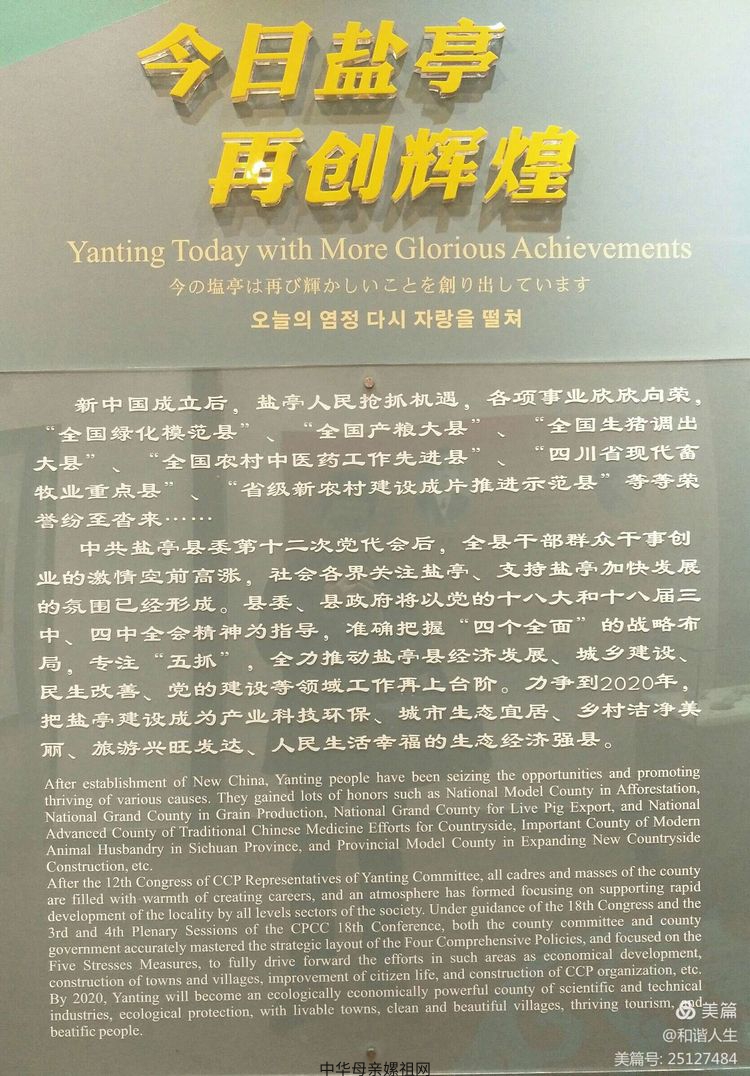 今日盐亭
再创辉煌
Yanting Today with More Glorious Achievements
今の塩亭は再び輝かしいことを創り出しています
오늘의 염정 다시 자랑을 떨쳐
新中国成立后，盐亭人民抢抓机遇，各项事业欣欣向荣，
“全国绿化模范县”、“全国产粮大县”、“全国生猪调出
大县”、“全国农村中医药工作先进县”、“四川省现代畜
牧业重点县”、“省级新农村建设成片推进示范县”等等荣
誉纷至沓来……
中共盐亭县委第十二次党代会后，全县干部群众干事创
业的激情空前高涨，社会各界关注盐亭、支持盐亭加快发展
的氛围已经形成。县委、县政府将以党的十八大和十八届三
中、四中全会精神为指导，准确把握“四个全面”的战略布
局，专注“五抓”，全力推动盐亭县经济发展、城乡建设、
民生改善、党的建设等领域工作再上台阶。力争到2020年，
把盐亭建设成为产业科技环保、城市生态宜居、乡村洁净美
丽、旅游兴旺发达、人民生活幸福的生态经济强县。
After establishment of New China, Yanting people have been seizing the opportunities and promoting
thriving of various causes. They gained lots of honors such as National Model County in Afforestation,
National Grand County in Grain Production, National Grand County for Live Pig Export, and National
Advanced County of Traditional Chinese Medicine Efforts for Countryside, Important County of Modern
Animal Husbandry in Sichuan Province, and Provincial Model County in Expanding New Countryside
Construction, etc.
After the 12th Congress of CCP Representatives of Yanting Committee, all cadres and masses of the county
are filled with warmth of creating careers, and an atmosphere has formed focusing on supporting rapid
development of the locality by all levels sectors of the society. Under guidance of the 18th Congress and the
3rd and 4th Plenary Sessions of the CPCC 18th Conference, both the county committee and county
government accurately mastered the strategic layout of the Four Comprehensive Policies, and focused on the
Five Stresses Measures, to fully drive forward the efforts in such areas as economical development,
construction of towns and villages, improvement of citizen life, and construction of CCP organization, etc.
By 2020, Yanting will become an ecologically economically powerful county of scientific and technical
industries, ecological protection, with livable towns, clean and beautiful villages, thriving tourism, and
beatific people.
美篇
@和谐人生
美篇号: 25127484
中华母亲嫘祖网